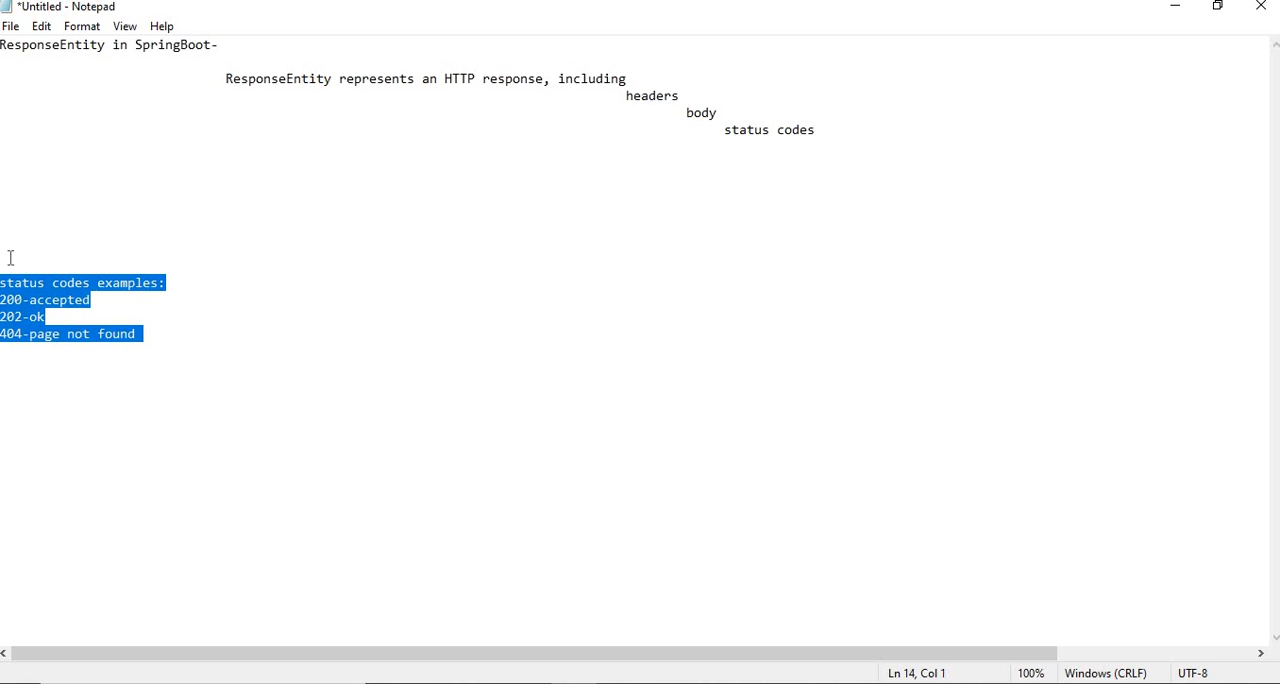 *Untitled - Notepad
File Edit Format View Help
ResponseEntity in SpringBoot-
ResponseEntity represents an HTTP response, including
headers
body
status codes
status codes examples:
200-accepted
202-ok
404-page not found
Ln 14, Col 1 100% Windows (CRLF) UTF-8